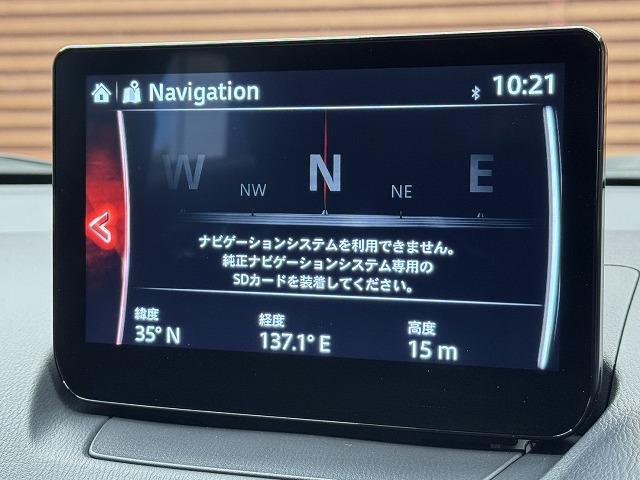 Navigation
10:21
W NW N NE E
ナビゲーションシステムを利用できません。
純正ナビゲーションシステム専用の
SDカードを装着してください。
緯度 経度 高度
35° N 137.1° E 15 m